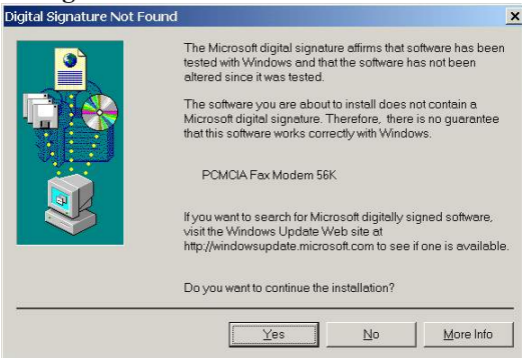 Digital Signature Not Found
The Microsoft digital signature affirms that software has been
tested with Windows and that the software has not been
altered since it was tested.
The software you are about to install does not contain a
Microsoft digital signature. Therefore, there is no guarantee
that this software works correctly with Windows.
PCMCIA Fax Modem 56K
If you want to search for Microsoft digitally signed software,
visit the Windows Update Web site at
http://windowsupdate.microsoft.com to see if one is available.
Do you want to continue the installation?
Yes No More Info